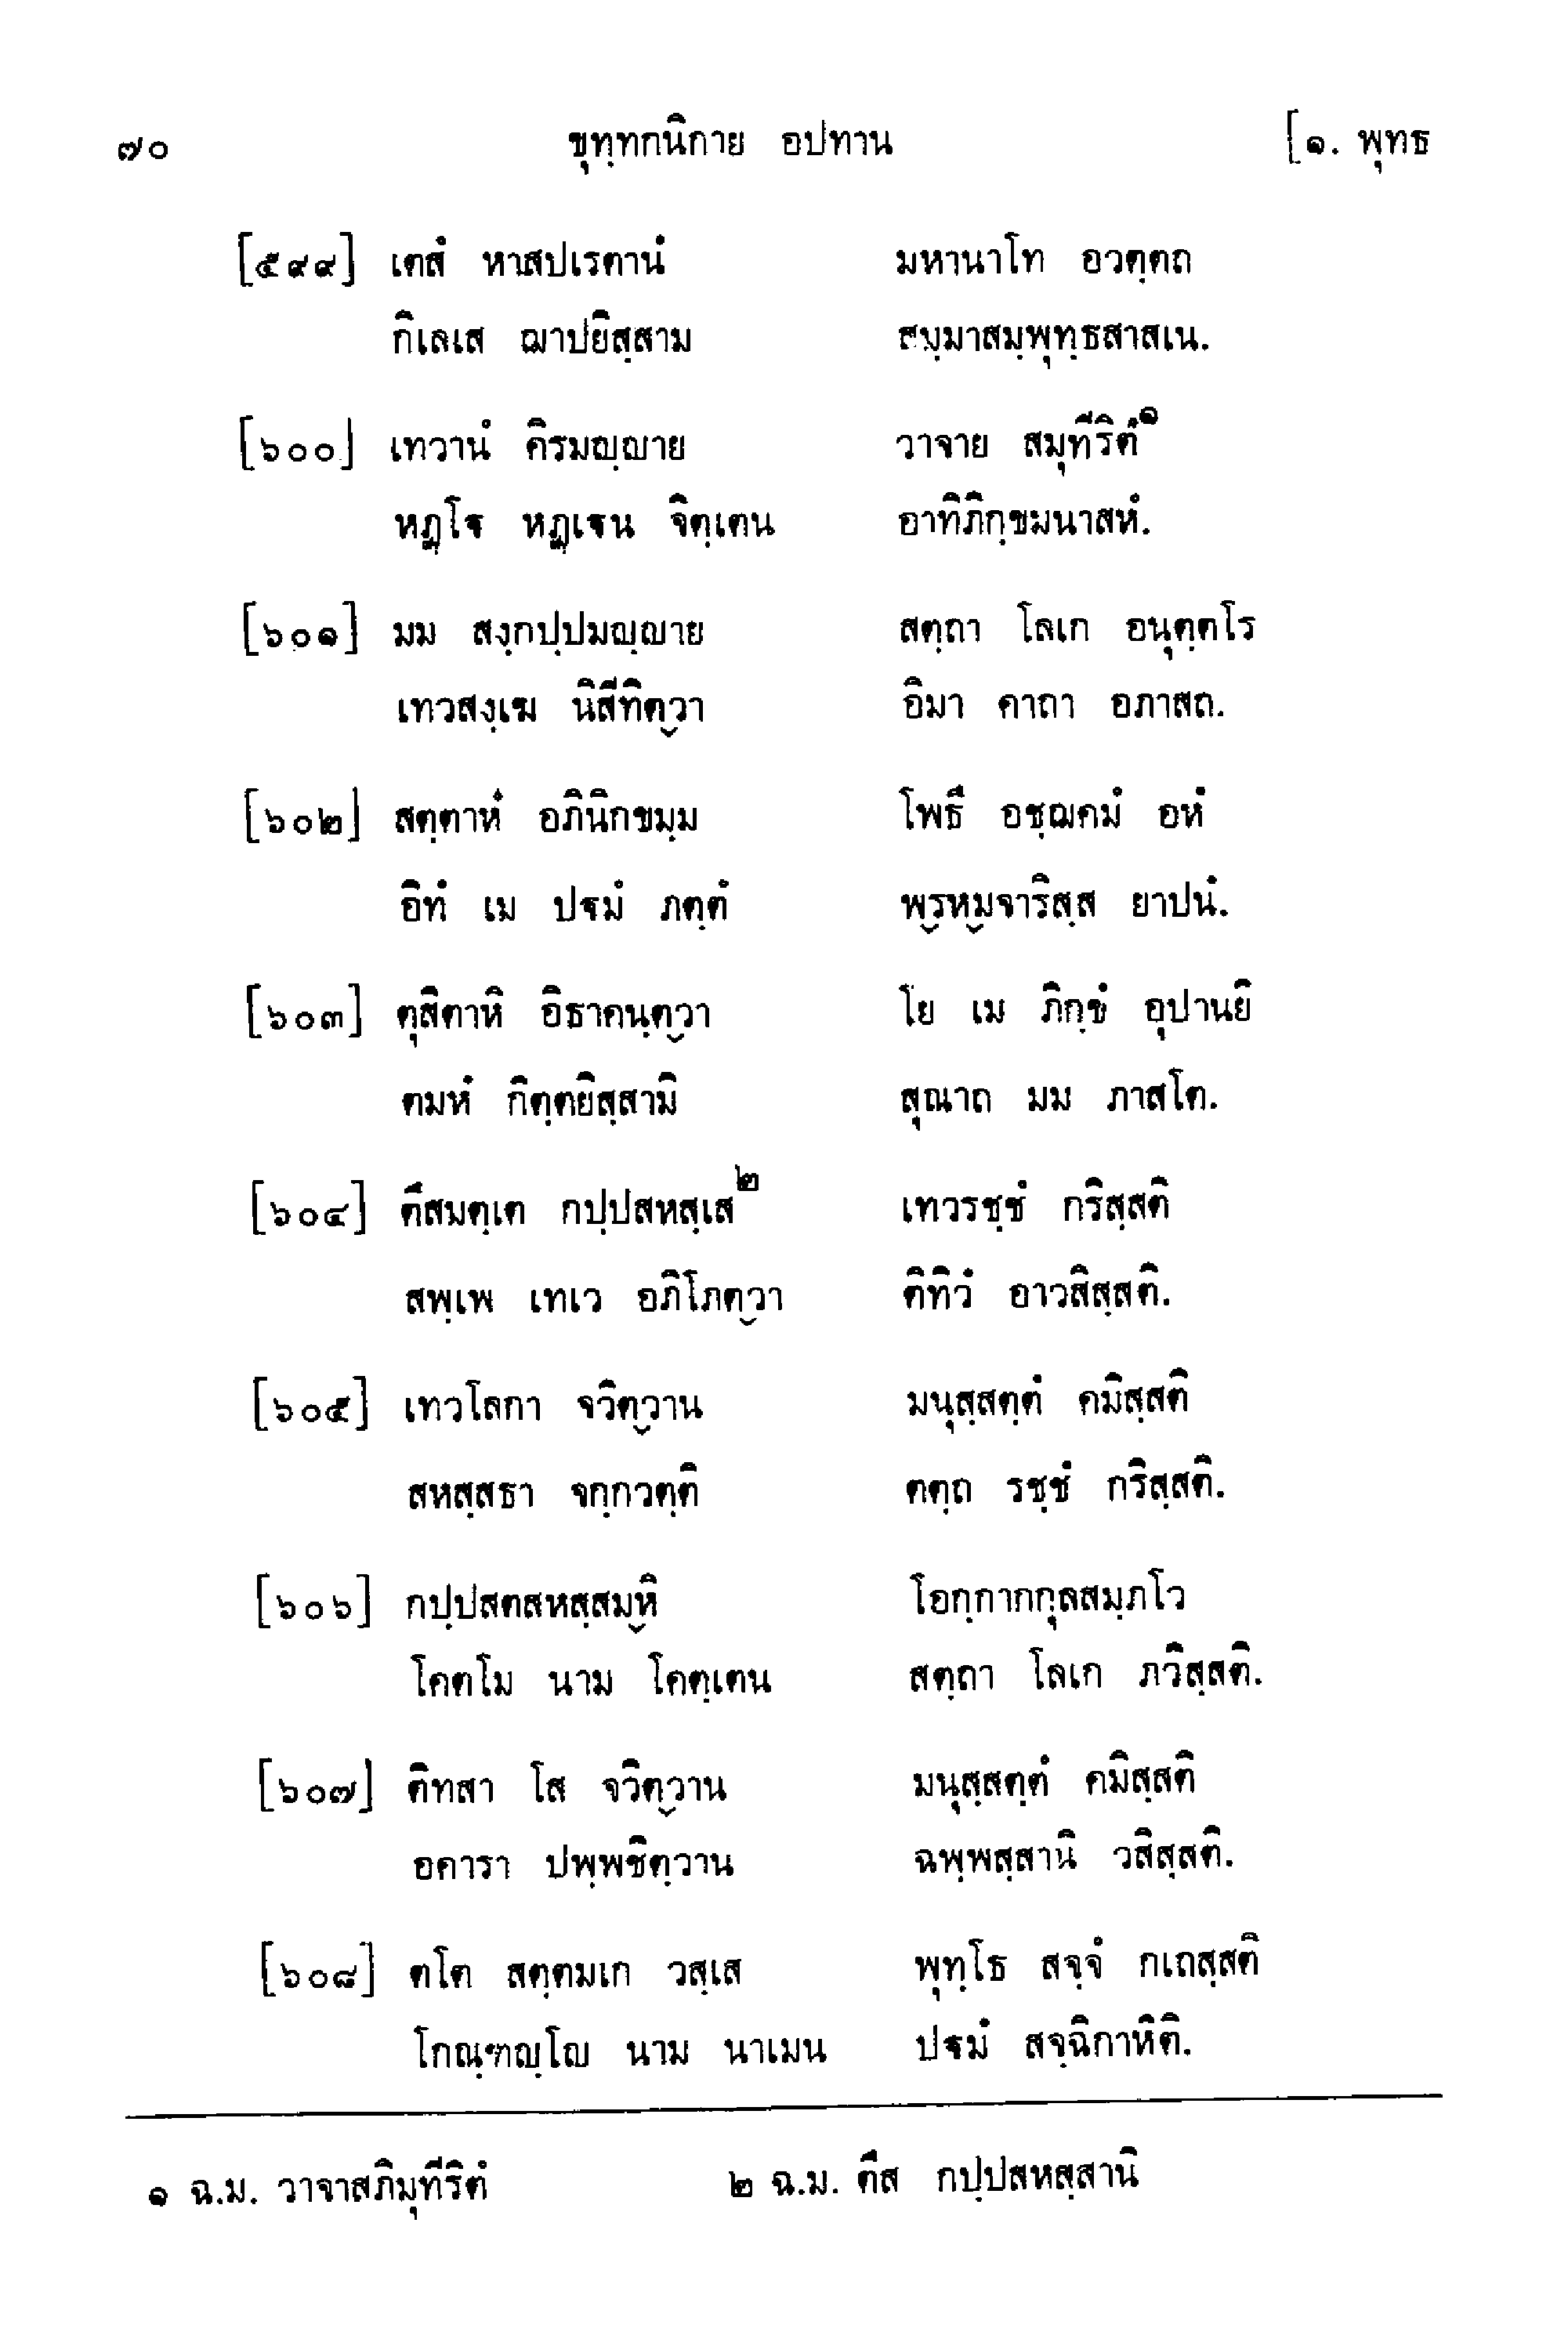 ๗๐ ขุทฺทกนิกาย อปทาน [๑. พุทธ
[๕๙๙] เตสํ หาสปเรตานํ มหานาโท อวตฺตถ
กิเลเส ฌาปยิสฺสาม สมฺมาสมฺพุทฺธสาสเน.
[๖๐๐] เทวานํ คิรมญฺญาย วาจาย สมุทีริตํ๑
หฏฺโฐ หฏฺเฐน จิตฺเตน อาทิภิกฺขมนาสหํ.
[๖๐๑] มม สงฺกปฺปมญฺญาย สตฺถา โลเก อนุตฺตโร
เทวสงฺเฆ นิสีทิตฺวา อิมา คาถา อภาสถ.
[๖๐๒] สตฺตาหํ อภินิกขมฺม โพธึ อชฺฌคมํ อหํ
อิทํ เม ปฐมํ ภตฺตํ พฺรหฺมจาริสฺส ยาปนํ.
[๖๐๓] ตุสิตาหิ อิธาคนฺตฺวา โย เม ภิกฺขํ อุปานยิ
ตมหํ กิตฺตยิสฺสามิ สุณาถ มม ภาสโต.
[๖๐๔] ตึสมตฺเต กปฺปสหสฺเส๒ เทวรชฺชํ กริสฺสติ
สพฺเพ เทเว อภิโภตฺวา ติทิวํ อาวสิสฺสติ.
[๖๐๕] เทวโลกา จวิตฺวาน มนุสฺสตฺตํ คมิสฺสติ
สหสฺสธา จกฺกวตฺติ ตตฺถ รชฺชํ กริสฺสติ.
[๖๐๖] กปฺปสตสหสฺสมฺหิ โอกฺกากกุลสมฺภโว
โคตโม นาม โคตฺเตน สตฺถา โลเก ภวิสฺสติ.
[๖๐๗] ติทสา โส จวิตฺวาน มนุสฺสตฺตํ คมิสฺสติ
อคารา ปพฺพชิตฺวาน ฉพฺพสฺสานิ วสิสฺสติ.
[๖๐๘] ตโต สตฺตมเก วสฺเส พุทฺโธ สจฺจํ กเถสฺสติ
โกณฺฑญฺโญ นาม นาเมน ปฐมํ สจฺฉิกาหิติ.
๑ ฉ.ม. วาจาสภิมุทีริตํ ๒ ฉ.ม. ตึส กปฺปสหสฺสานิ